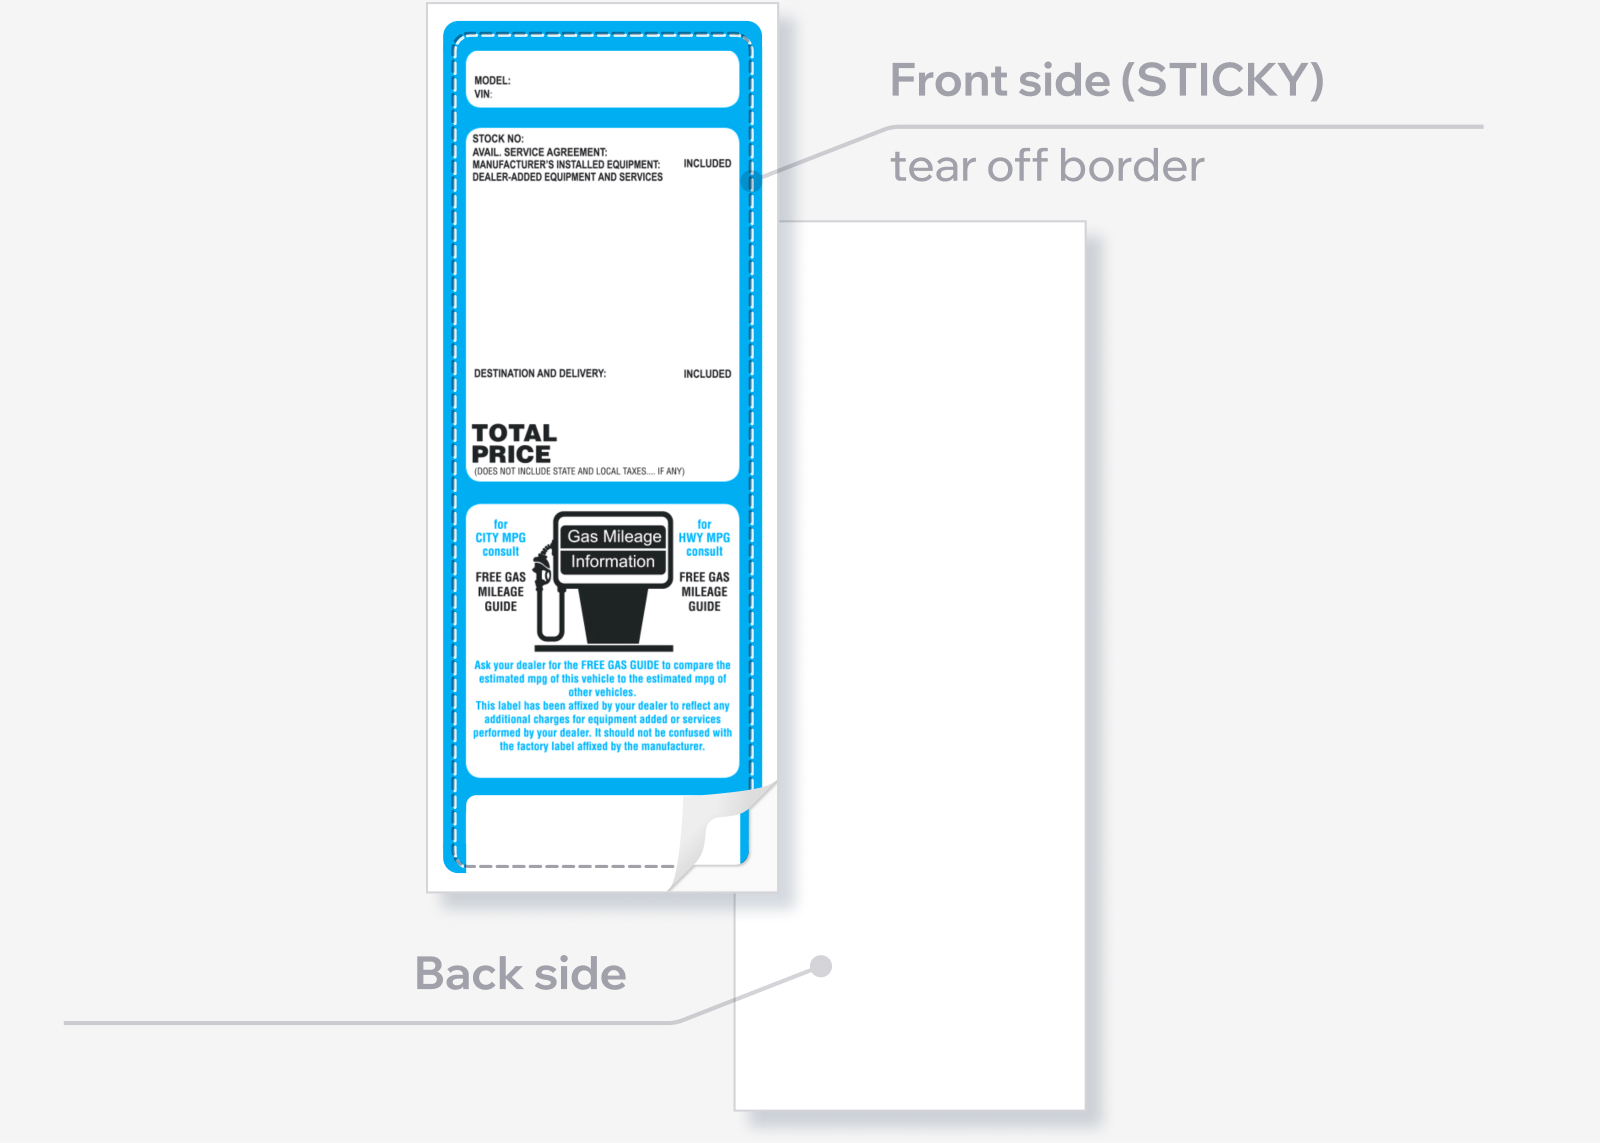 Front side (STICKY)
tear off border
MODEL:
VIN:
STOCK NO:
AVAIL. SERVICE AGREEMENT:
MANUFACTURER'S INSTALLED EQUIPMENT: INCLUDED
DEALER-ADDED EQUIPMENT AND SERVICES
DESTINATION AND DELIVERY: INCLUDED
TOTAL
PRICE
(DOES NOT INCLUDE STATE AND LOCAL TAXES.... IF ANY)
for
CITY MPG
consult
FREE GAS
MILEAGE
GUIDE
Gas Mileage
Information
for
HWY MPG
consult
FREE GAS
MILEAGE
GUIDE
Ask your dealer for the FREE GAS GUIDE to compare the
estimated mpg of this vehicle to the estimated mpg of
other vehicles.
This label has been affixed by your dealer to reflect any
additional charges for equipment added or services
performed by your dealer. It should not be confused with
the factory label affixed by the manufacturer.
Back side